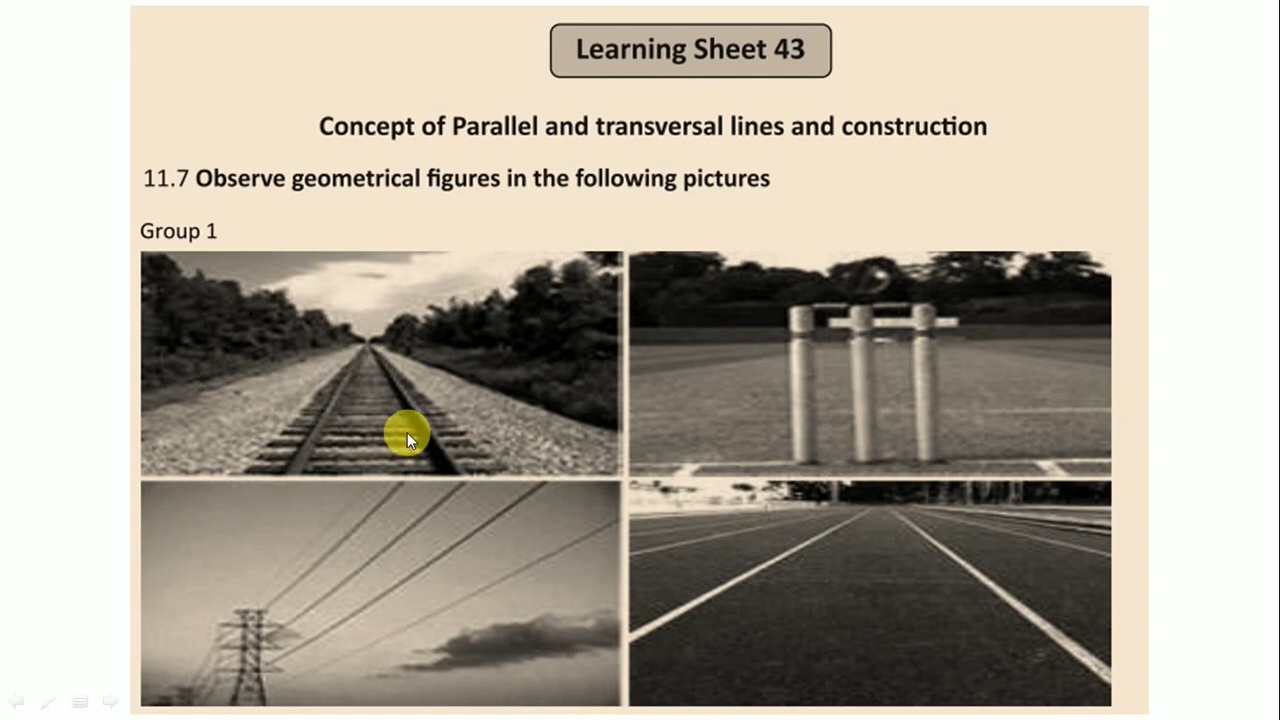 Learning Sheet 43
Concept of Parallel and transversal lines and construction
11.7 Observe geometrical figures in the following pictures
Group 1